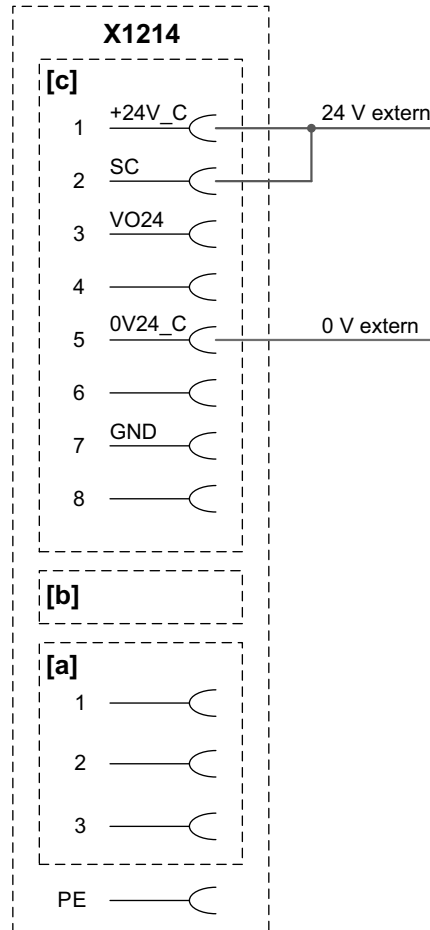 X1214
[c]
1 +24V_C 24 V extern
2 SC
3 VO24
4
5 0V24_C 0 V extern
6
7 GND
8
[b]
[a]
1
2
3
PE